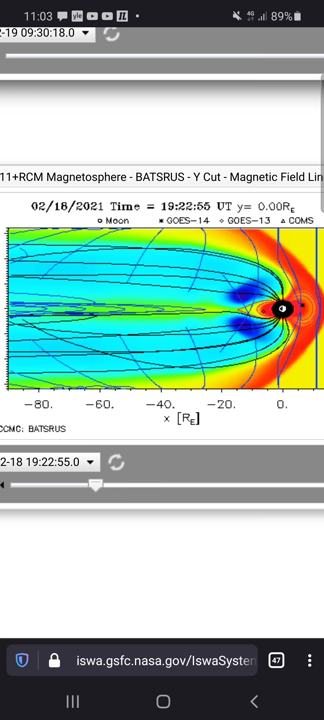 11:03 4G 89%
2-19 09:30:18.0
11+RCM Magnetosphere - BATSRUS - Y Cut - Magnetic Field Lin
02/18/2021 Time = 19:22:55 UT y= 0.00RE
Moon GOES-14 GOES-13 COMS
-80. -60. -40. -20. 0.
x [RE]
CCMC: BATSRUS
2-18 19:22:55.0
iswa.gsfc.nasa.gov/IswaSyster 47